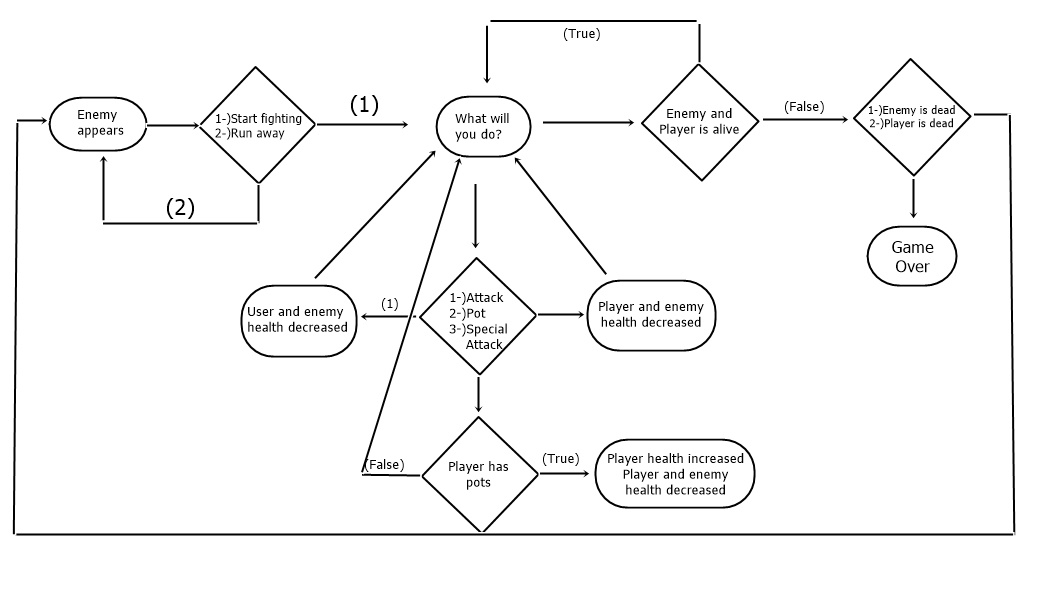 (True)
Enemy
appears
1-)Start fighting
2-)Run away
(1)
What will
you do?
Enemy and
Player is alive
(False)
1-)Enemy is dead
2-)Player is dead
(2)
Game
Over
User and enemy
health decreased
(1)
1-)Attack
2-)Pot
3-)Special
Attack
Player and enemy
health decreased
(False)
Player has
pots
(True)
Player health increased
Player and enemy
health decreased